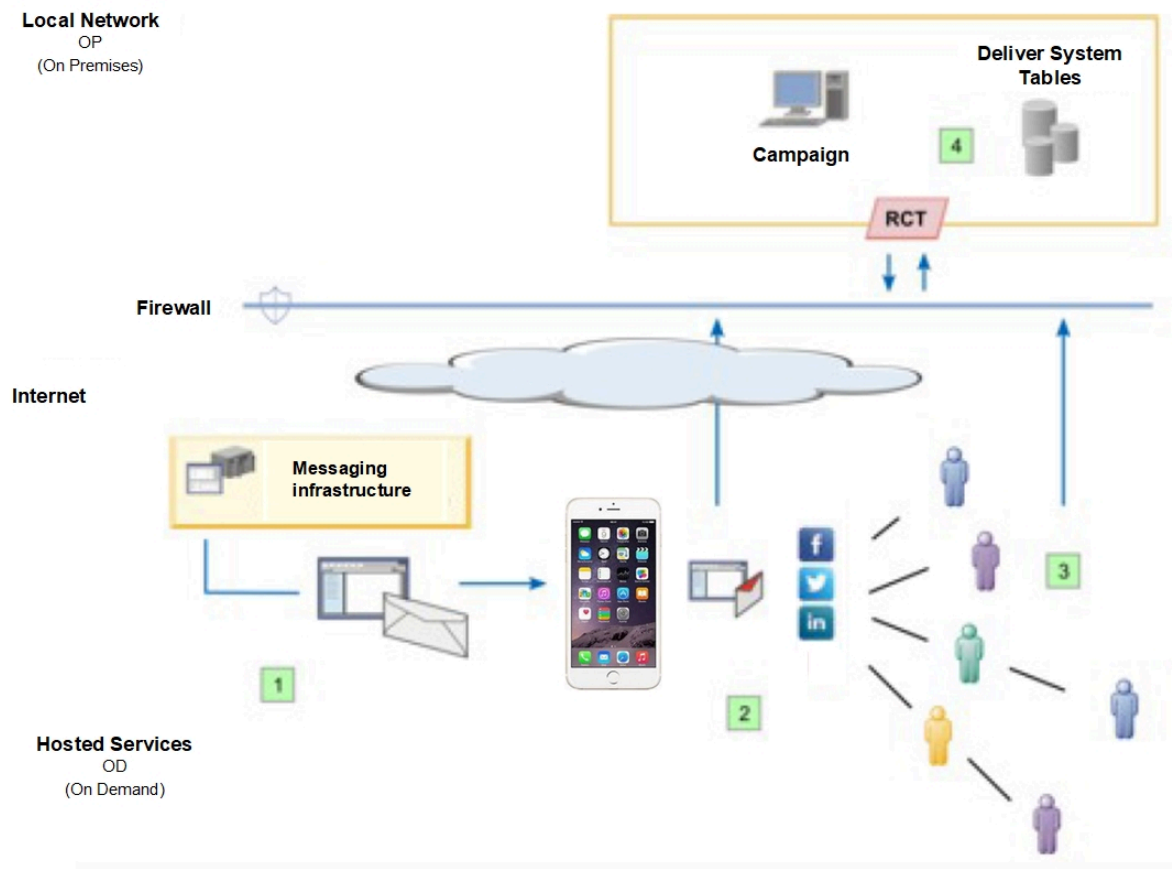 Local Network
OP
(On Premises)
Deliver System
Tables
Campaign
4
RCT
Firewall
Internet
Messaging
infrastructure
f
in
3
1
2
Hosted Services
OD
(On Demand)